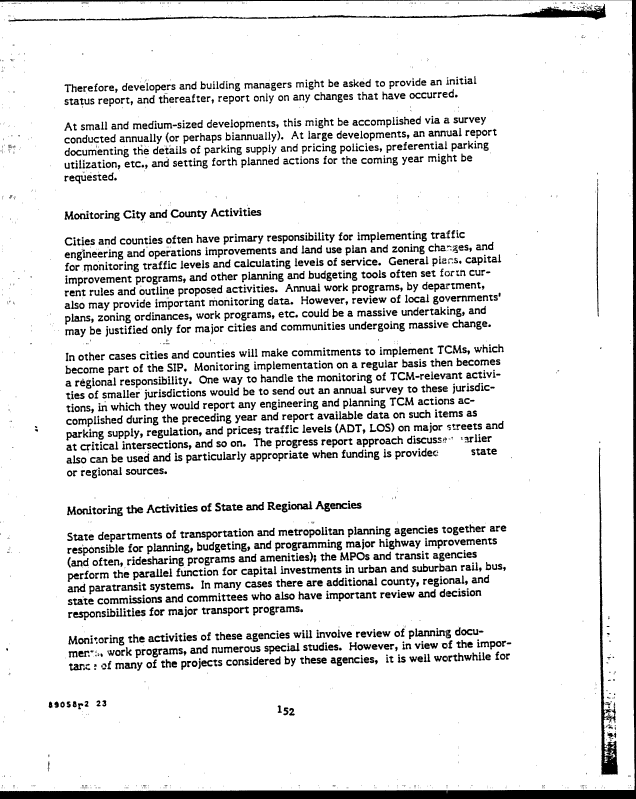 Therefore, developers and building managers might be asked to provide an initial
status report, and thereafter, report only on any changes that have occurred.
At small and medium-sized developments, this might be accomplished via a survey
conducted annually (or perhaps biannually). At large developments, an annual report
documenting the details of parking supply and pricing policies, preferential parking
utilization, etc., and setting forth planned actions for the coming year might be
requested.
Monitoring City and County Activities
Cities and counties often have primary responsibility for implementing traffic
engineering and operations improvements and land use plan and zoning changes, and
for monitoring traffic levels and calculating levels of service. General plans, capital
improvement programs, and other planning and budgeting tools often set forth cur-
rent rules and outline proposed activities. Annual work programs, by department,
also may provide important monitoring data. However, review of local governments'
plans, zoning ordinances, work programs, etc. could be a massive undertaking, and
may be justified only for major cities and communities undergoing massive change.
In other cases cities and counties will make commitments to implement TCMs, which
become part of the SIP. Monitoring implementation on a regular basis then becomes
a regional responsibility. One way to handle the monitoring of TCM-relevant activi-
ties of smaller jurisdictions would be to send out an annual survey to these jurisdic-
tions, in which they would report any engineering and planning TCM actions ac-
complished during the preceding year and report available data on such items as
parking supply, regulation, and prices; traffic levels (ADT, LOS) on major streets and
at critical intersections, and so on. The progress report approach discusse arlier
also can be used and is particularly appropriate when funding is provided state
or regional sources.
Monitoring the Activities of State and Regional Agencies
State departments of transportation and metropolitan planning agencies together are
responsible for planning, budgeting, and programming major highway improvements
(and often, ridesharing programs and amenities); the MPOs and transit agencies
perform the parallel function for capital investments in urban and suburban rail, bus,
and paratransit systems. In many cases there are additional county, regional, and
state commissions and committees who also have important review and decision
responsibilities for major transport programs.
Monitoring the activities of these agencies will involve review of planning docu-
ments, work programs, and numerous special studies. However, in view of the impor-
tance of many of the projects considered by these agencies, it is well worthwhile for
89058r2 23
152